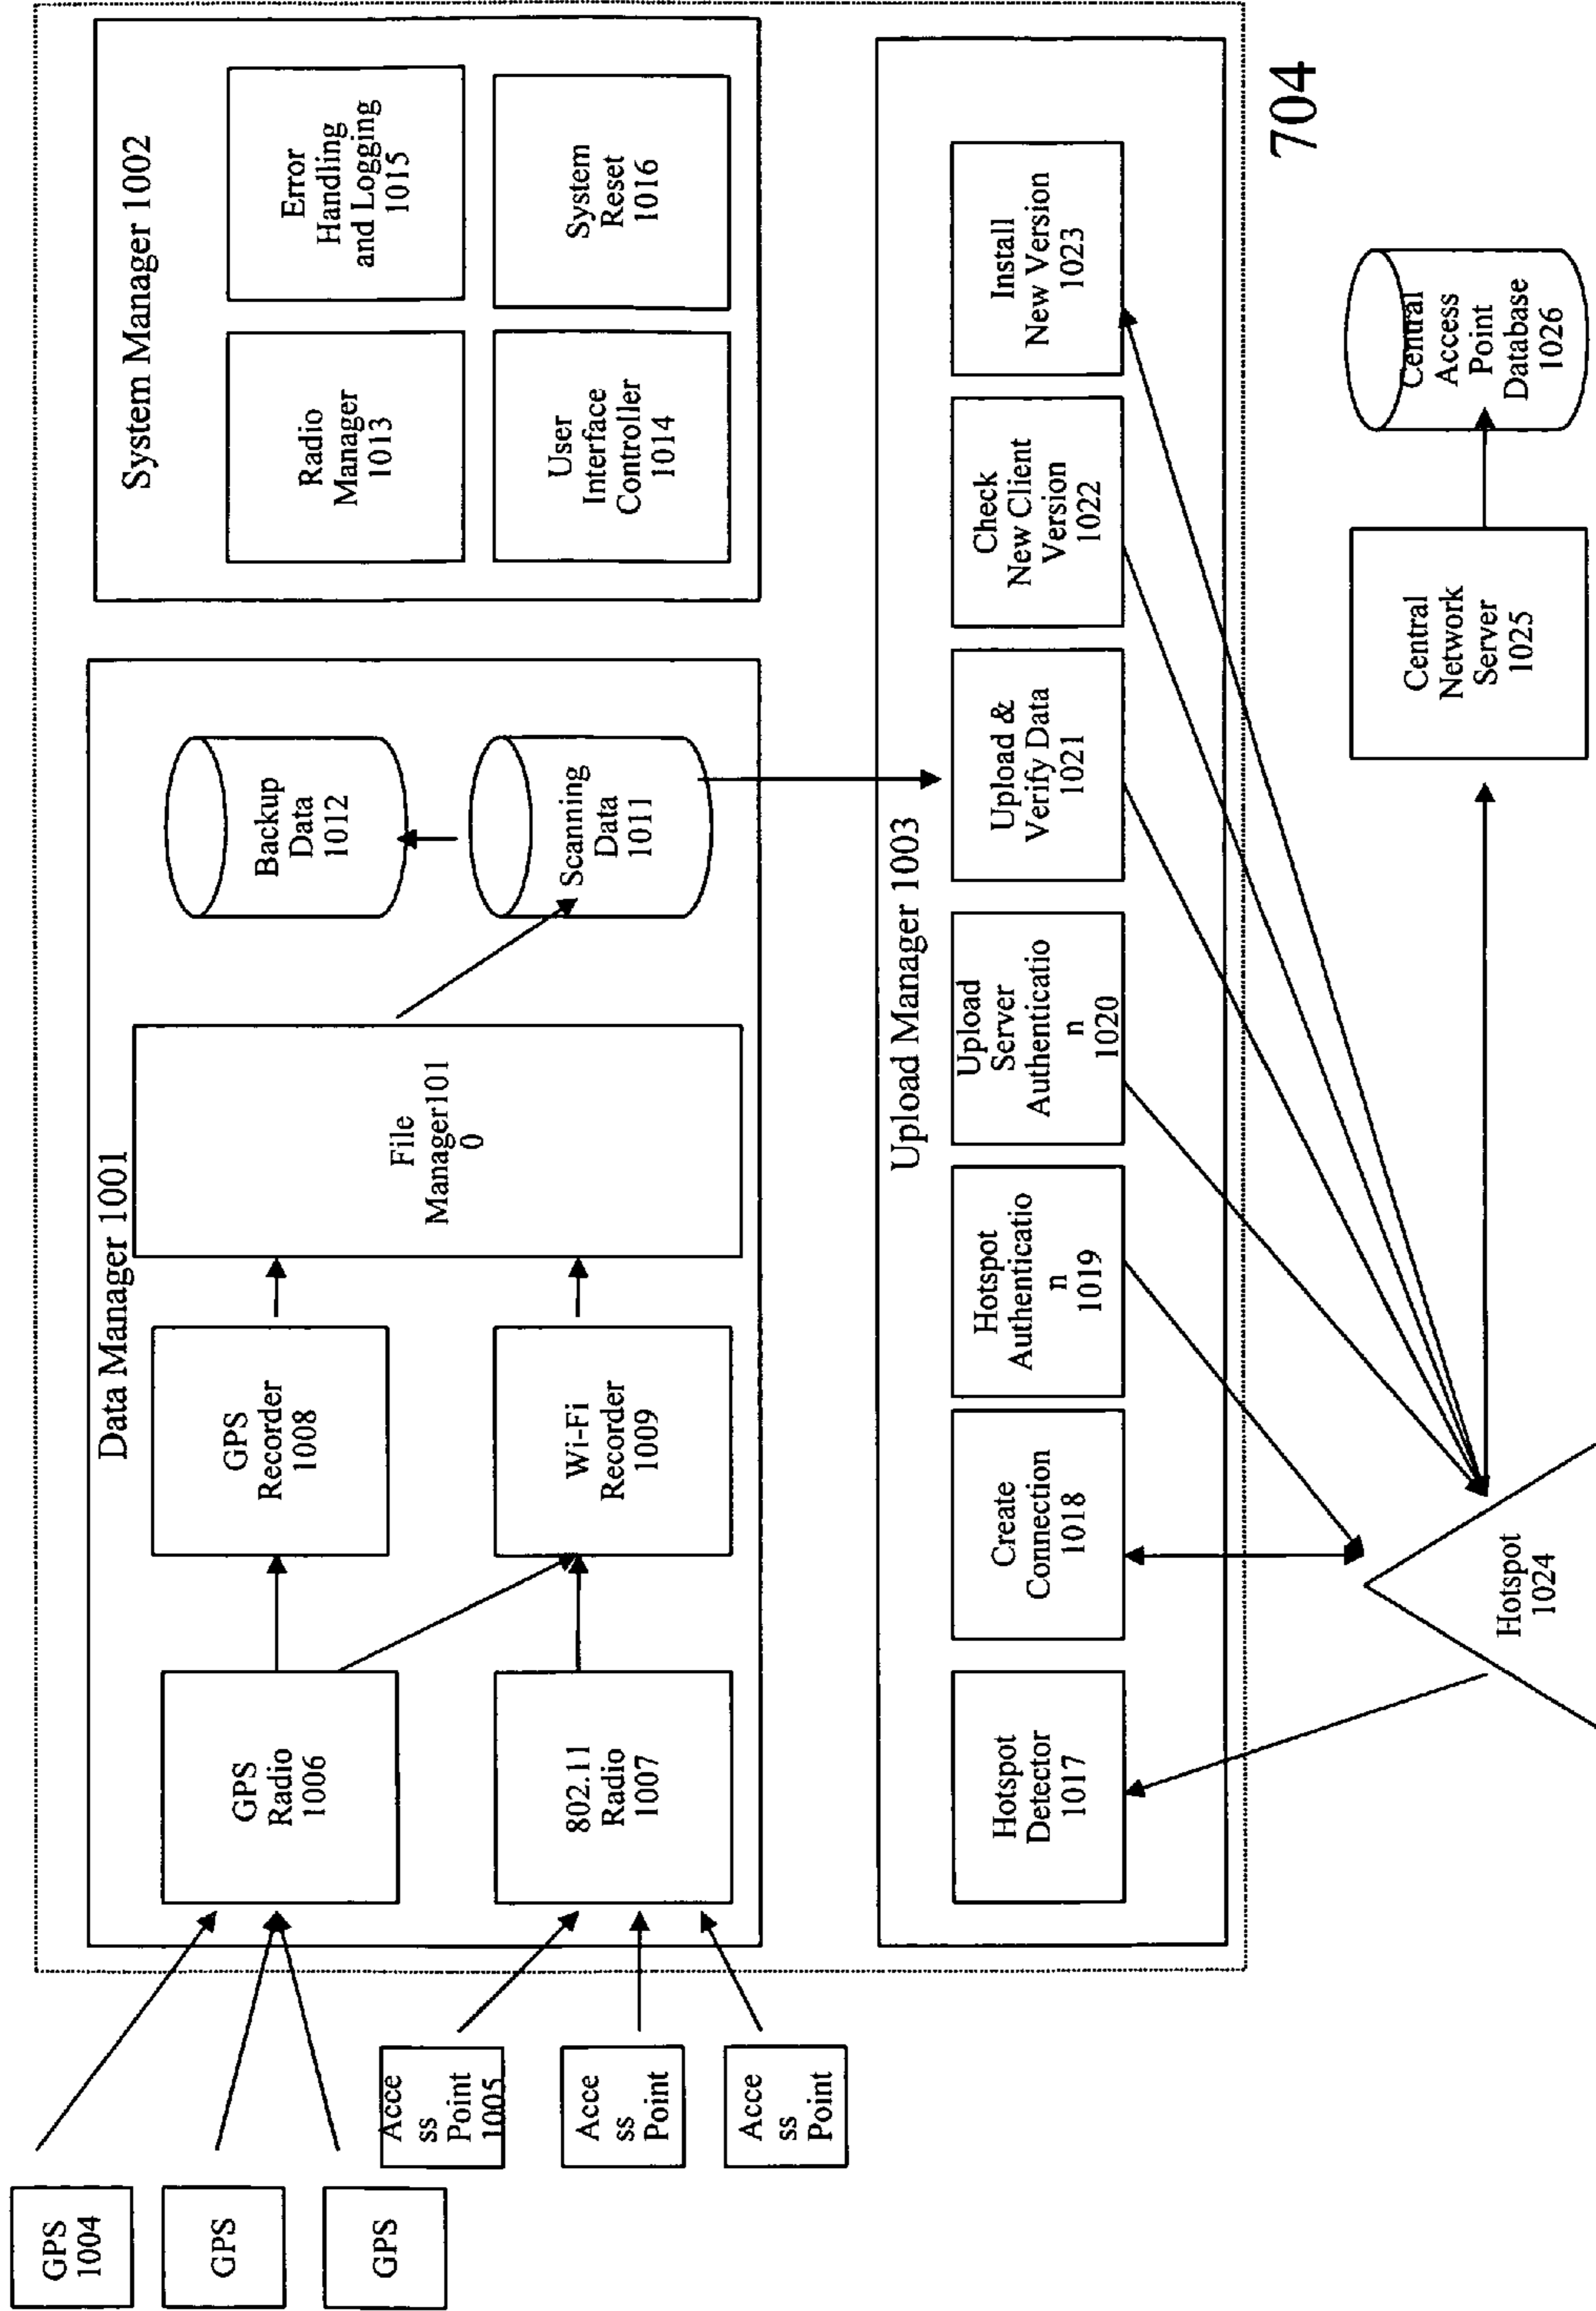 GPS
1004
GPS
GPS
Acce
ss
Point
1005
Acce
ss
Point
Acce
ss
Point
Data Manager 1001
GPS
Radio
1006
802.11
Radio
1007
GPS
Recorder
1008
Wi-Fi
Recorder
1009
File
Manager101
0
Backup
Data
1012
Scanning
Data
1011
System Manager 1002
Radio
Manager
1013
Error
Handling
and Logging
1015
User
Interface
Controller
1014
System
Reset
1016
Upload Manager 1003
Hotspot
Detector
1017
Create
Connection
1018
Hotspot
Authenticatio
n
1019
Upload
Server
Authenticatio
n
1020
Upload &
Verify Data
1021
Check
New Client
Version
1022
Install
New Version
1023
704
Hotspot
1024
Central
Network
Server
1025
Central
Access
Point
Database
1026